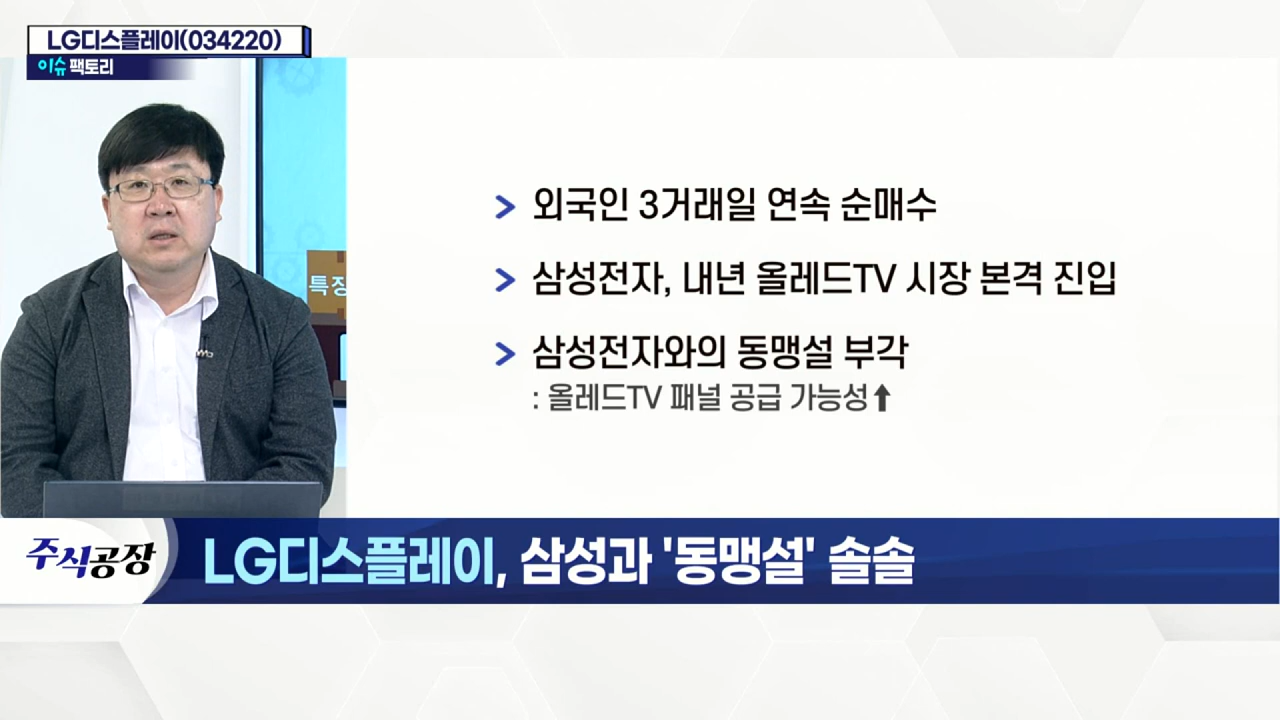 LG디스플레이(034220)
이슈 팩토리
특징
외국인 3거래일 연속 순매수
삼성전자, 내년 올레드TV 시장 본격 진입
삼성전자와의 동맹설 부각
: 올레드TV 패널 공급 가능성⬆
주식공장
LG디스플레이, 삼성과 '동맹설' 솔솔